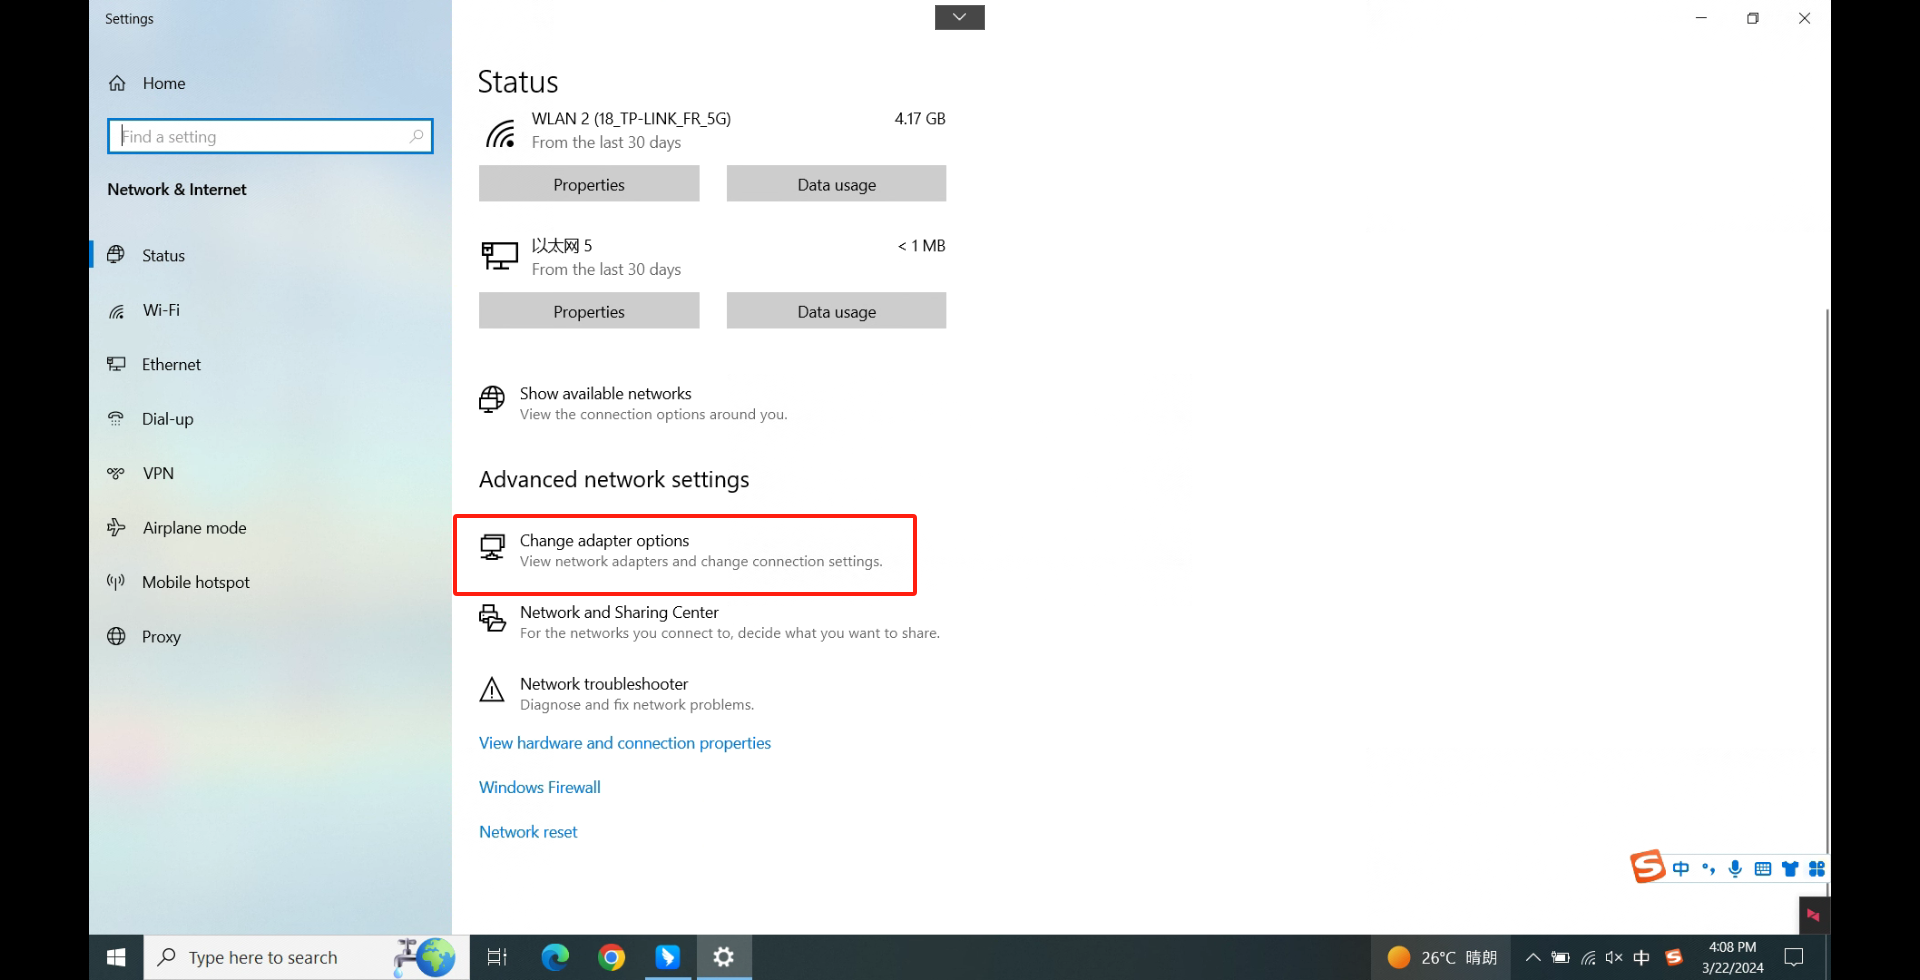 Settings
Home
Find a setting
Network & Internet
Status
Wi-Fi
Ethernet
Dial-up
VPN
Airplane mode
Mobile hotspot
Proxy
Status
WLAN 2 (18_TP-LINK_FR_5G) 4.17 GB
From the last 30 days
Properties Data usage
以太网 5 < 1 MB
From the last 30 days
Properties Data usage
Show available networks
View the connection options around you.
Advanced network settings
Change adapter options
View network adapters and change connection settings.
Network and Sharing Center
For the networks you connect to, decide what you want to share.
Network troubleshooter
Diagnose and fix network problems.
View hardware and connection properties
Windows Firewall
Network reset
S 中
Type here to search
26°C 晴朗
中 S
4:08 PM
3/22/2024